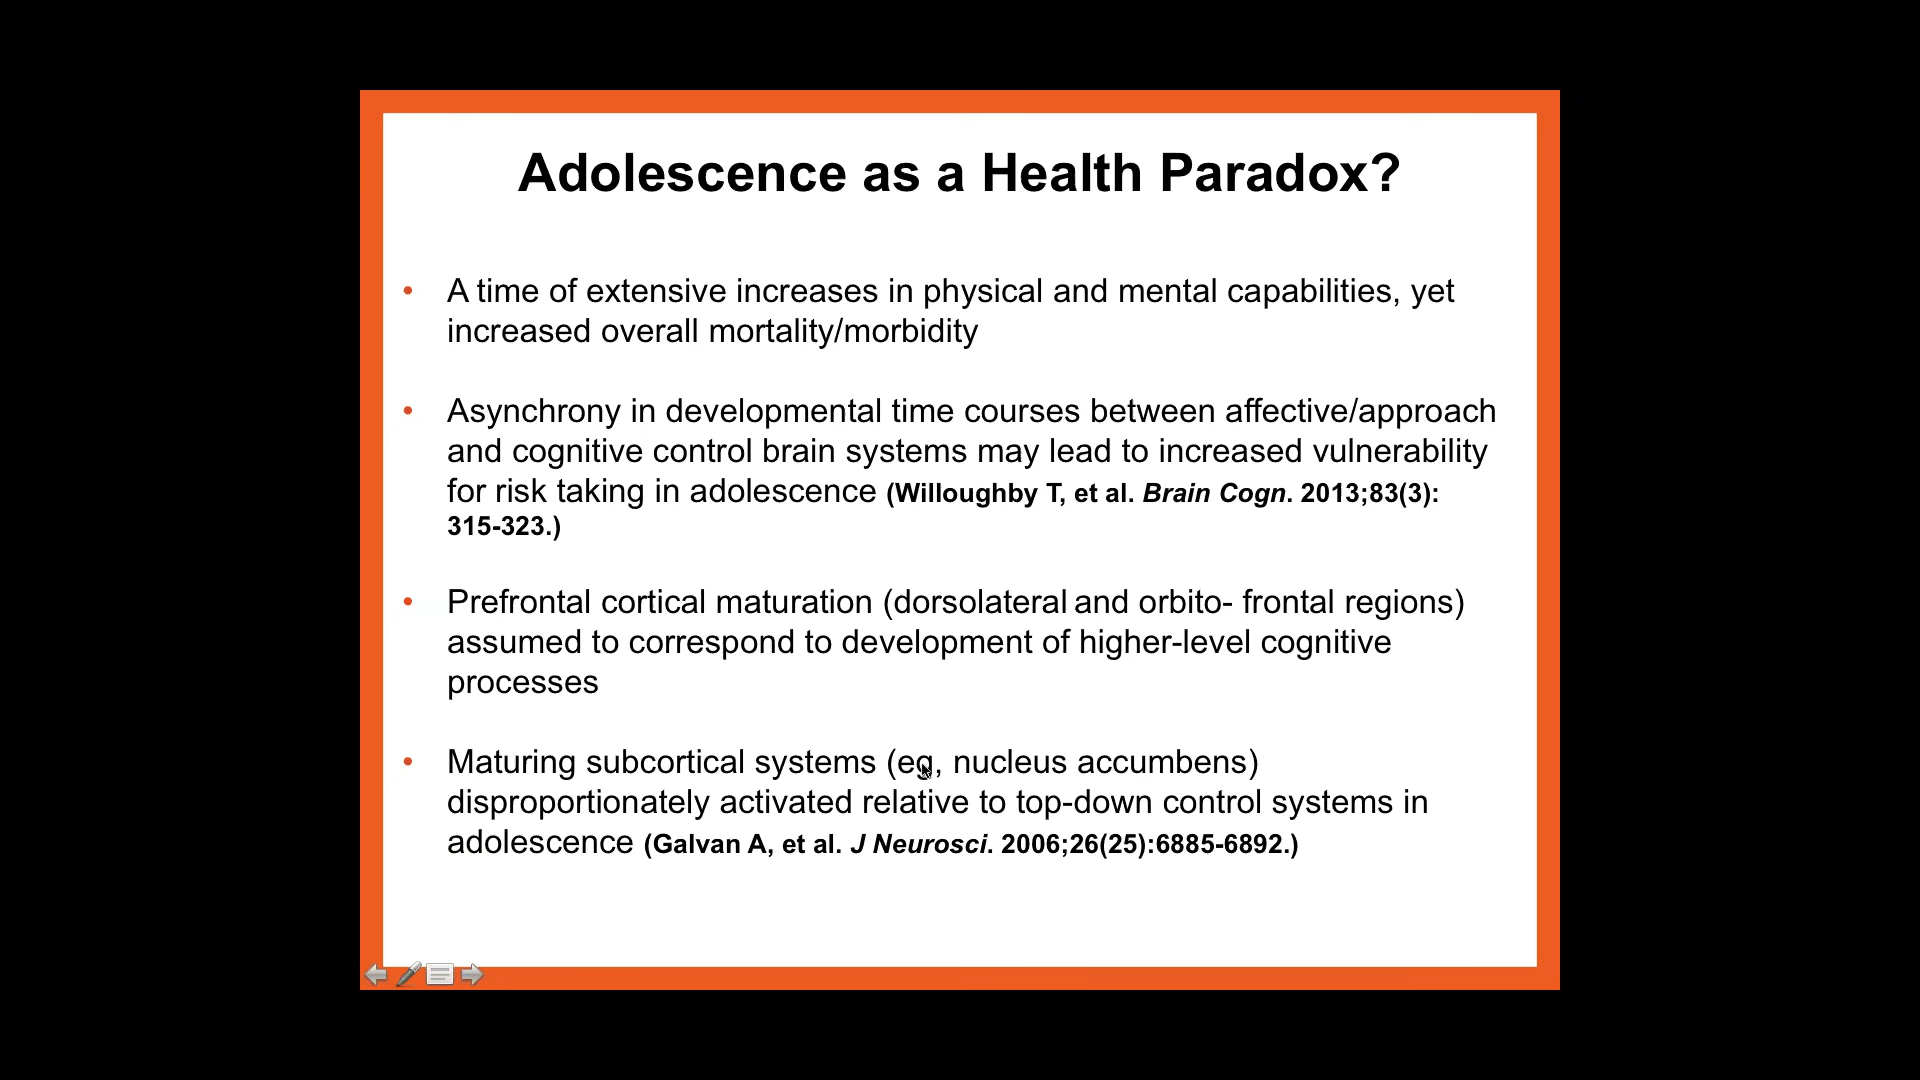 Adolescence as a Health Paradox?
• A time of extensive increases in physical and mental capabilities, yet
increased overall mortality/morbidity
• Asynchrony in developmental time courses between affective/approach
and cognitive control brain systems may lead to increased vulnerability
for risk taking in adolescence (Willoughby T, et al. Brain Cogn. 2013;83(3):
315-323.)
• Prefrontal cortical maturation (dorsolateral and orbito- frontal regions)
assumed to correspond to development of higher-level cognitive
processes
• Maturing subcortical systems (eg, nucleus accumbens)
disproportionately activated relative to top-down control systems in
adolescence (Galvan A, et al. J Neurosci. 2006;26(25):6885-6892.)